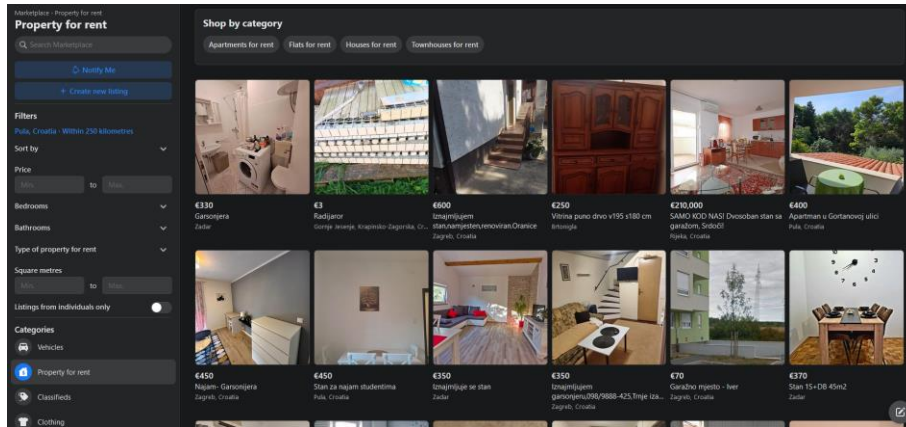 Marketplace · Property for rent
Property for rent
Search Marketplace
Notify Me
+ Create new listing
Filters
Pula, Croatia · Within 250 kilometres
Sort by
Price
Min. to Max.
Bedrooms
Bathrooms
Type of property for rent
Square metres
Min. to Max.
Listings from individuals only
Categories
Vehicles
Property for rent
Classifieds
Clothing
Shop by category
Apartments for rent Flats for rent Houses for rent Townhouses for rent
€330
Garsonjera
Zadar
€3
Radijaror
Gornje Jesenje, Krapinsko-Zagorska, Cr...
€600
Iznajmljujem
stan,namjesten,renoviran.Oranice
Zagreb, Croatia
€250
Vitrina puno drvo v195 s180 cm
Brtonigla
€210,000
SAMO KOD NAS! Dvosoban stan sa
garažom, Srdoči!
Rijeka, Croatia
€400
Apartman u Gortanovoj ulici
Pula, Croatia
€450
Najam- Garsonijera
Zagreb, Croatia
€450
Stan za najam studentima
Pula, Croatia
€350
Iznajmljuje se stan
Zadar
€350
Iznajmljujem
garsonjeru,098/9888-425,Trnje iza...
Zagreb, Croatia
€70
Garažno mjesto - Iver
Zagreb, Croatia
€370
Stan 1S+DB 45m2
Zadar